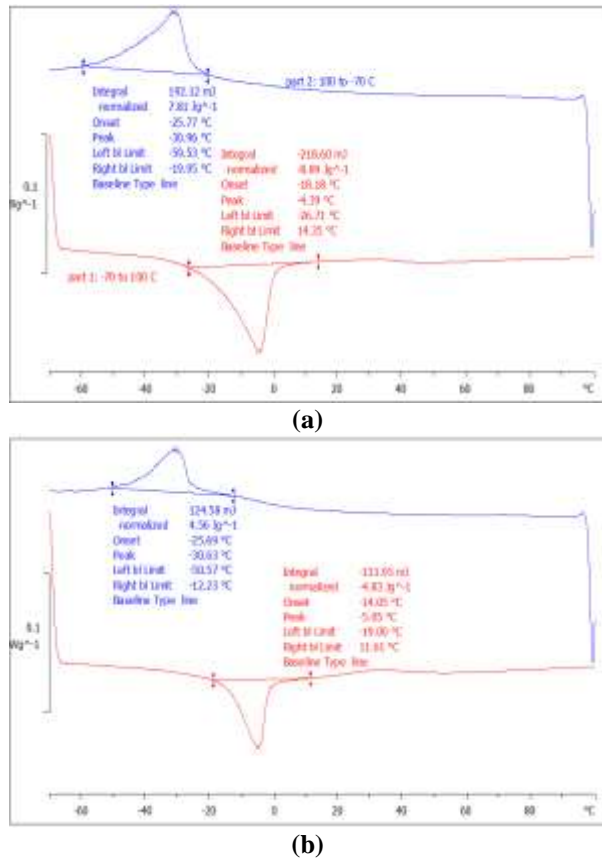 part 2: 100 to -70 C
Integral 192.12 mJ
normalized 7.81 Jg^-1
Onset -25.77 °C
Peak -30.96 °C
Left bl Limit -59.53 °C
Right bl Limit -19.95 °C
Baseline Type line
Integral -218.60 mJ
normalized -8.89 Jg^-1
Onset -18.18 °C
Peak -4.39 °C
Left bl Limit -26.71 °C
Right bl Limit 14.35 °C
Baseline Type line
0.1
part 1: -70 to 100 C
-60 -40 -20 0 20 40 60 80 °C
(a)
Integral 124.58 mJ
normalized 4.56 Jg^-1
Onset -25.69 °C
Peak -30.63 °C
Left bl Limit -50.57 °C
Right bl Limit -12.23 °C
Baseline Type line
Integral mJ
normalized -4.83 Jg^-1
Onset -14.05 °C
Peak -5.05 °C
Left bl Limit -19.00 °C
Right bl Limit 11.61 °C
Baseline Type line
0.1
Wg^-1
-60 -40 -20 0 20 40 60 80 °C
(b)